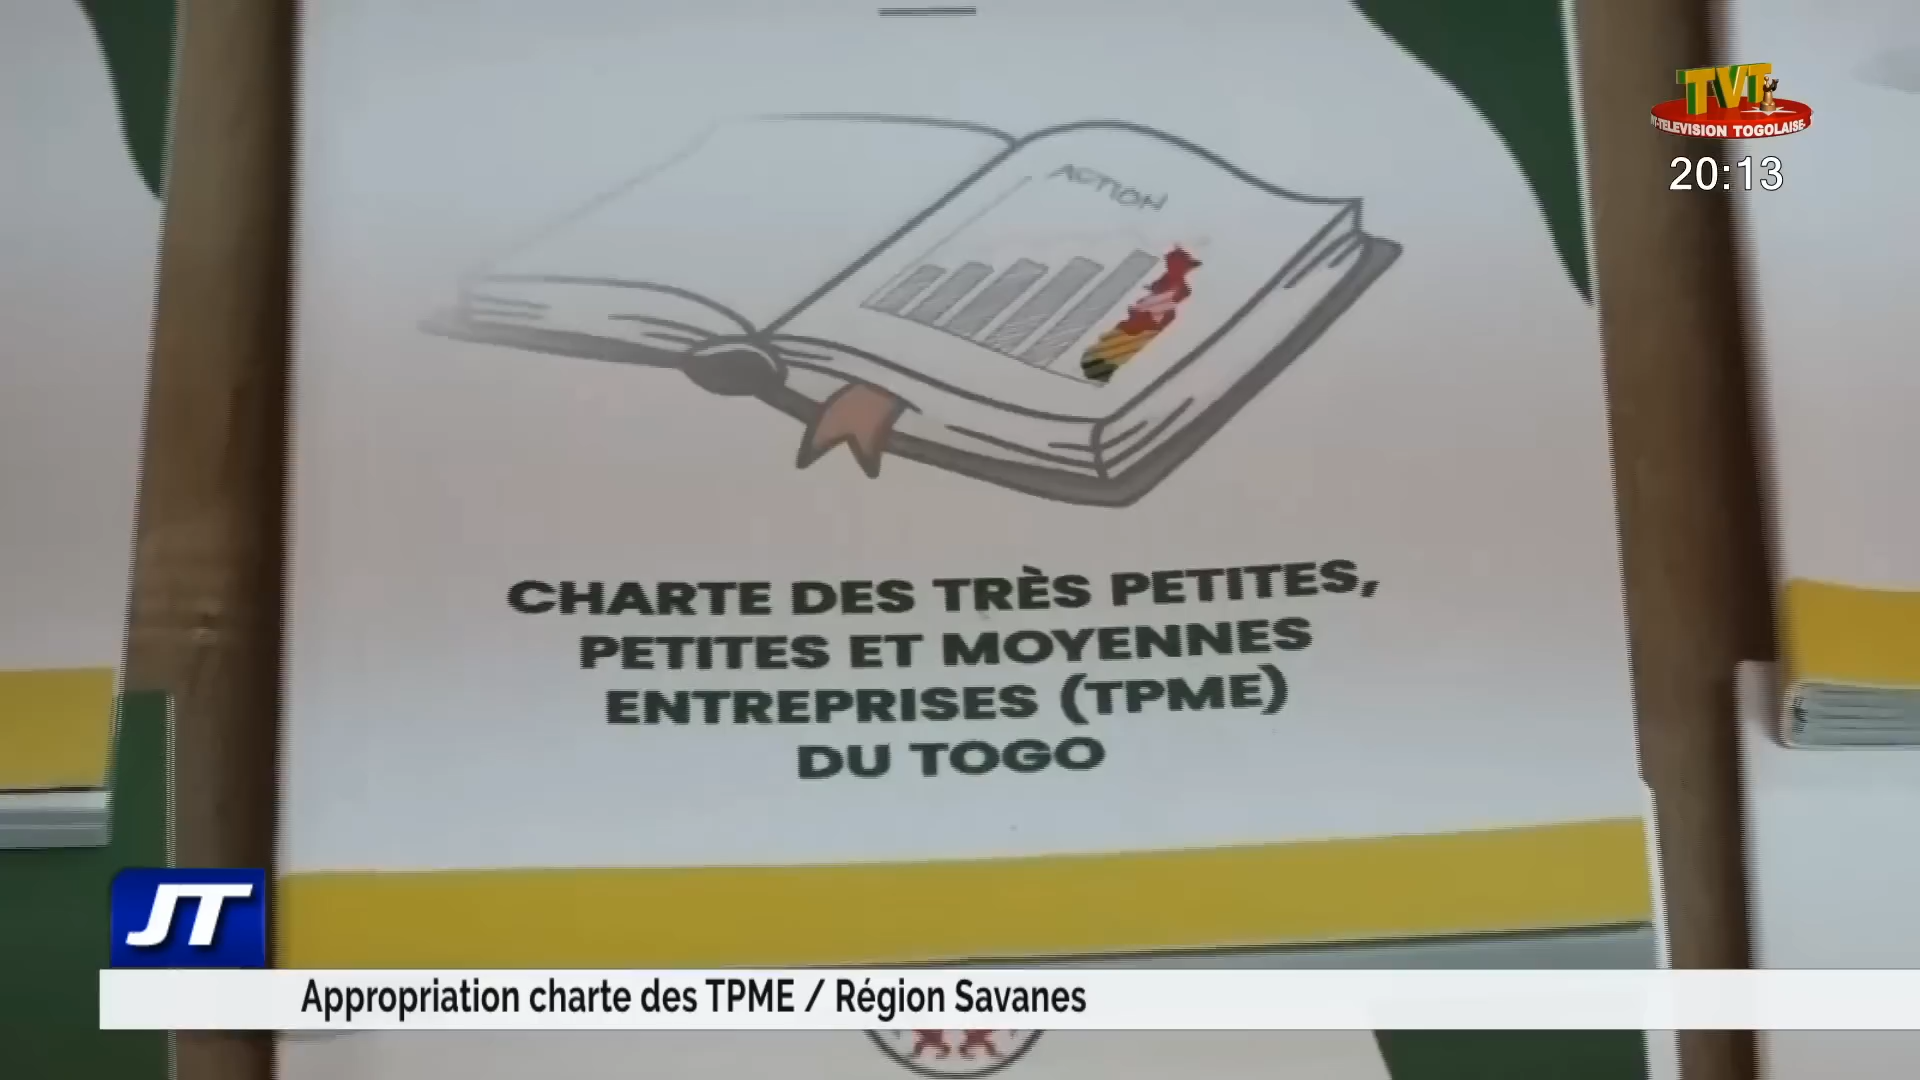 TVT
TELEVISION TOGOLAISE
20:13
ACTION
CHARTE DES TRÈS PETITES,
PETITES ET MOYENNES
ENTREPRISES (TPME)
DU TOGO
JT
Appropriation charte des TPME / Région Savanes